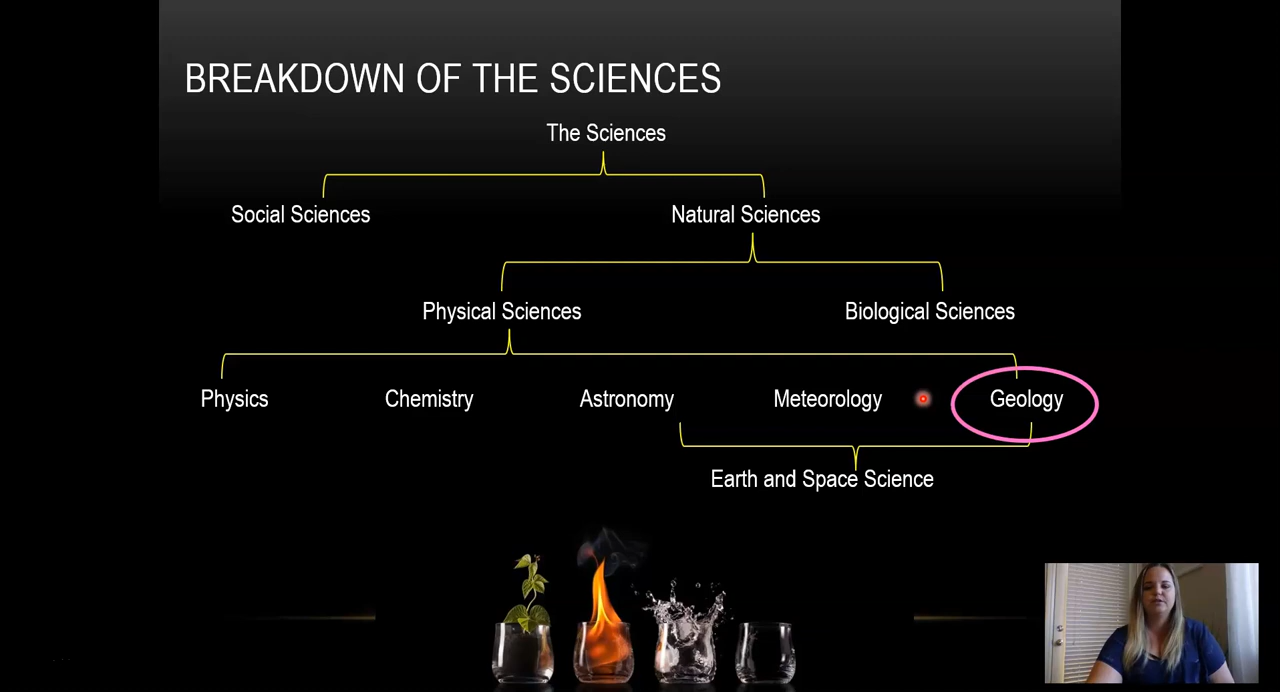 BREAKDOWN OF THE SCIENCES
The Sciences
Social Sciences
Natural Sciences
Physical Sciences
Biological Sciences
Physics
Chemistry
Astronomy
Meteorology
Geology
Earth and Space Science